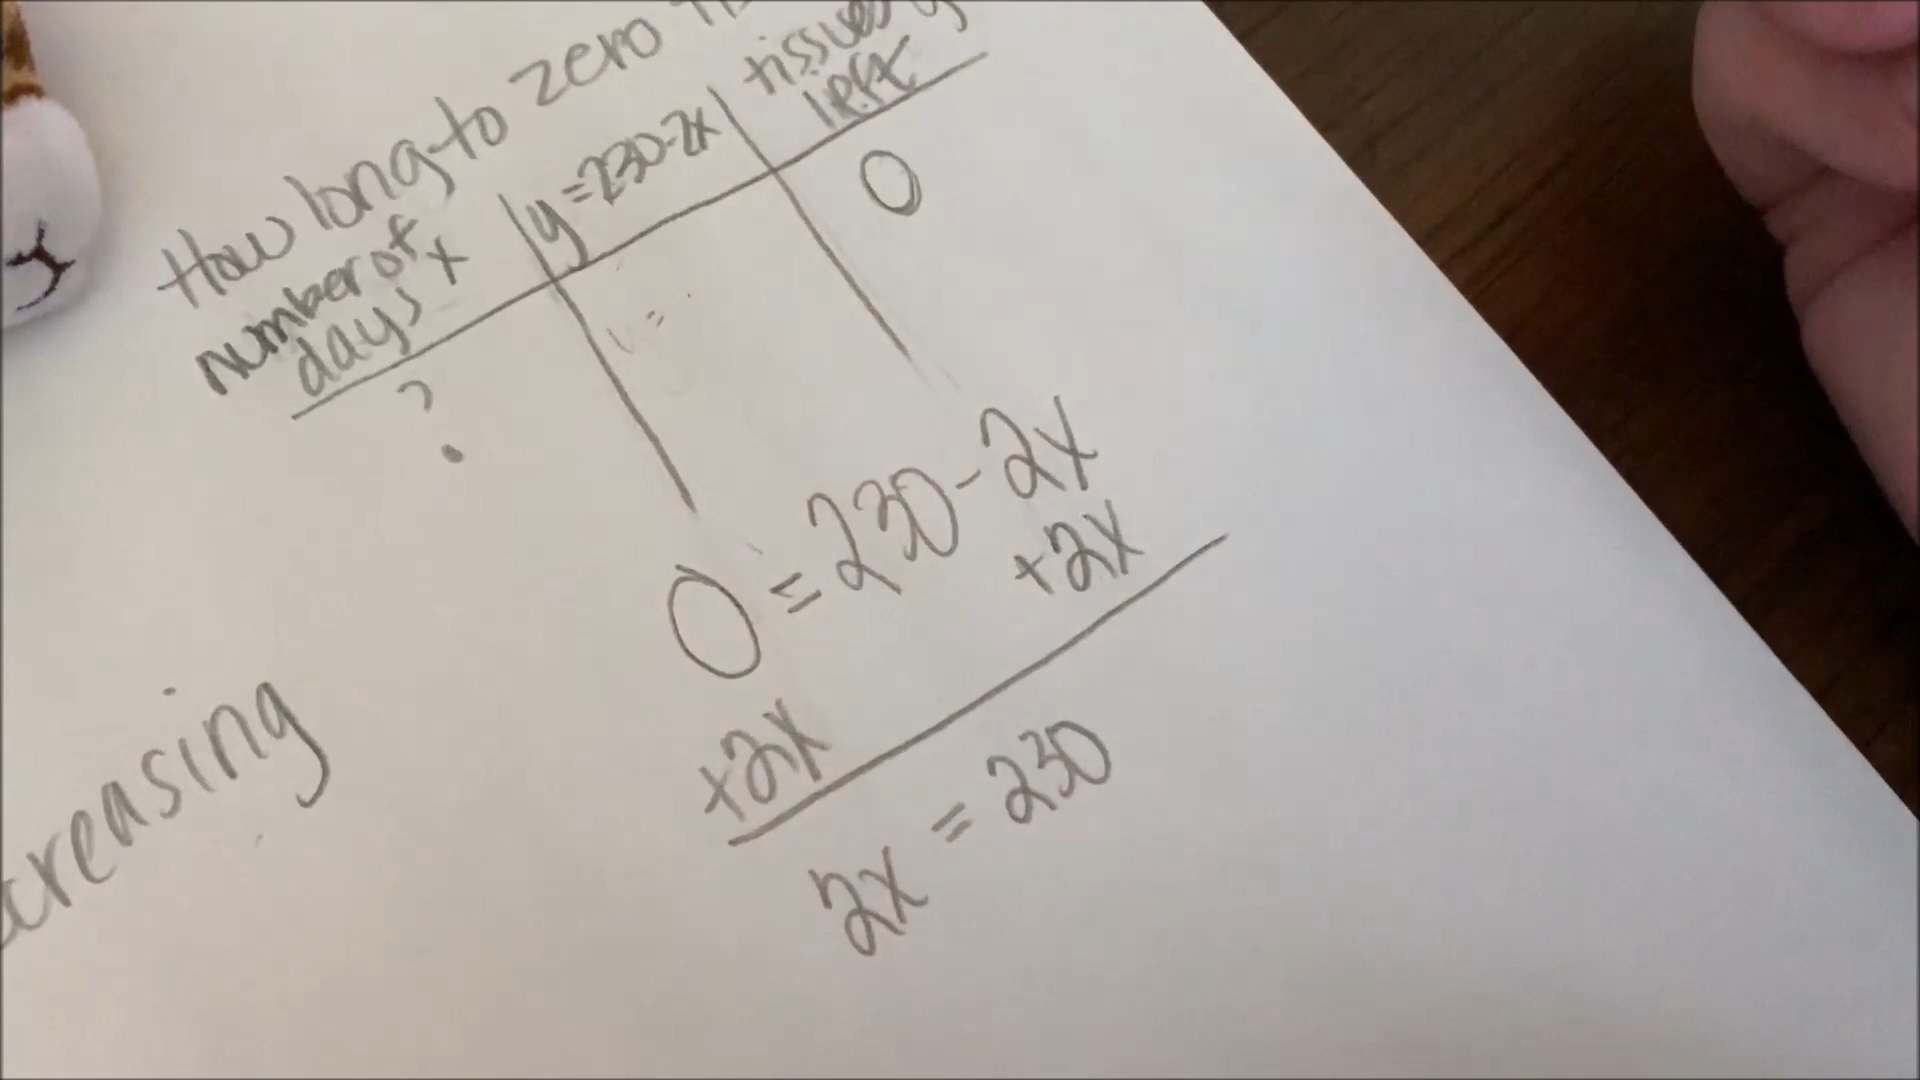 How long to zero
number of days x
y=230-2x
tissues left y
?
0
y =
0 = 230 - 2x
+2x +2x
2x = 230
creasing